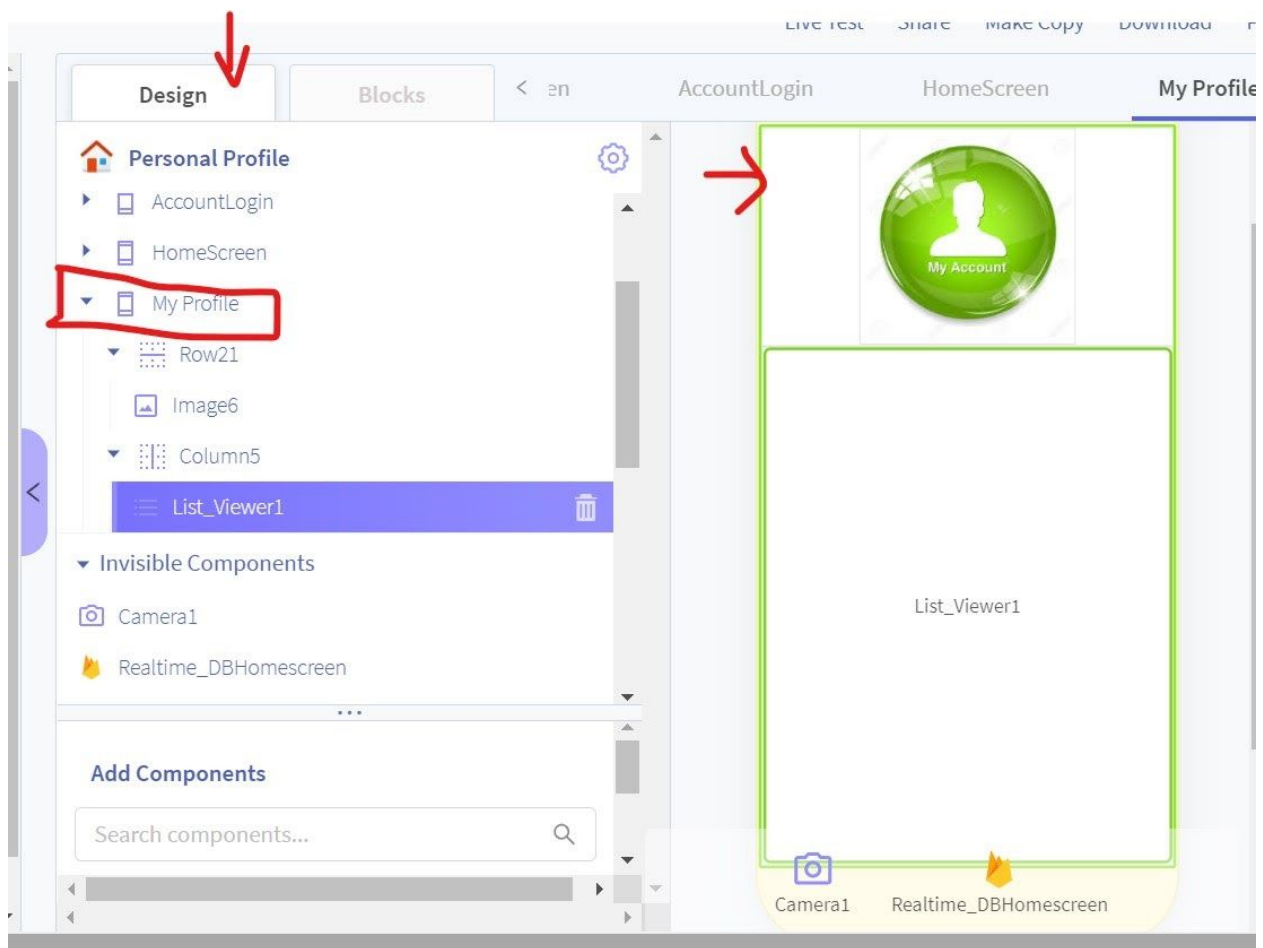 Live Test Share Make Copy Download
Design Blocks < en AccountLogin HomeScreen My Profile
Personal Profile
AccountLogin
HomeScreen
My Profile
Row21
Image6
Column5
List_Viewer1
Invisible Components
Camera1
Realtime_DBHomescreen
Add Components
Search components...
My Account
List_Viewer1
Camera1 Realtime_DBHomescreen